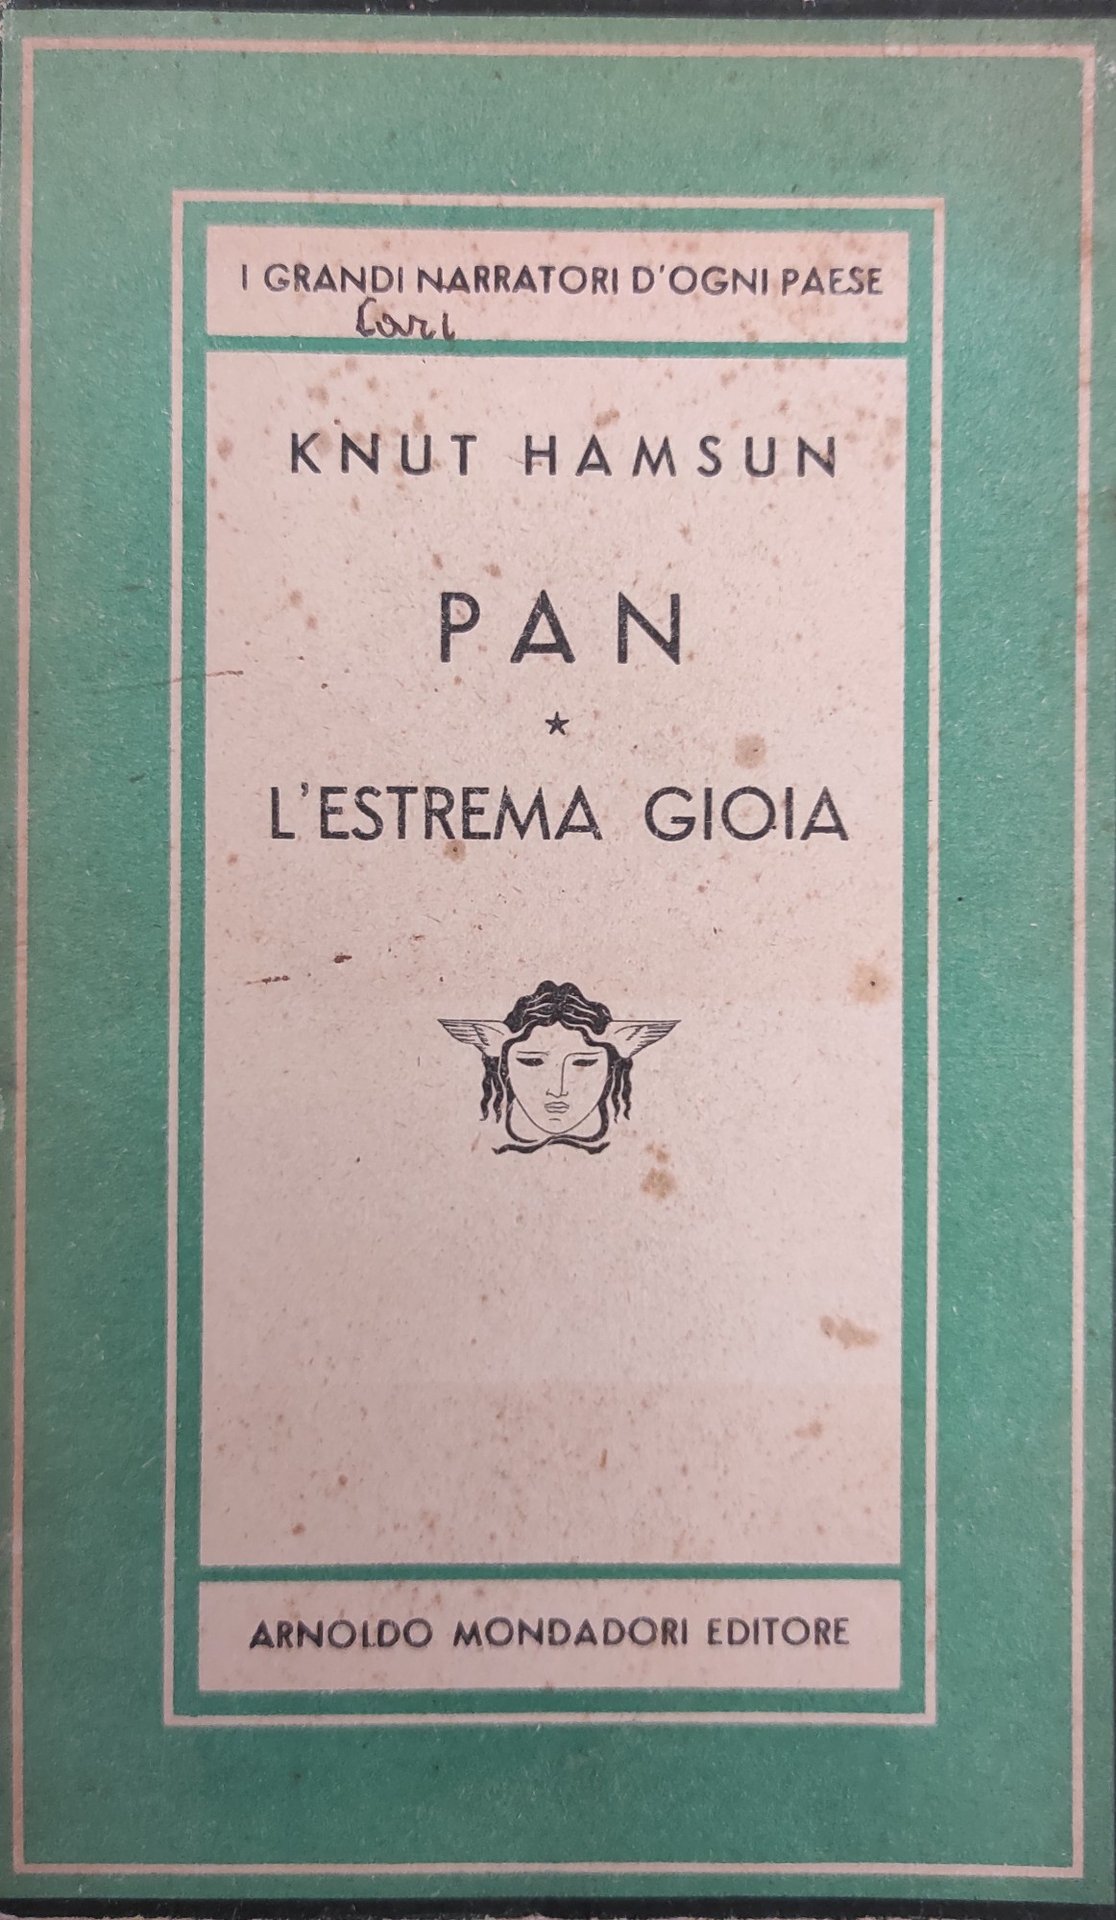 I GRANDI NARRATORI D'OGNI PAESE
KNUT HAMSUN
PAN
★
L'ESTREMA GIOIA
ARNOLDO MONDADORI EDITORE